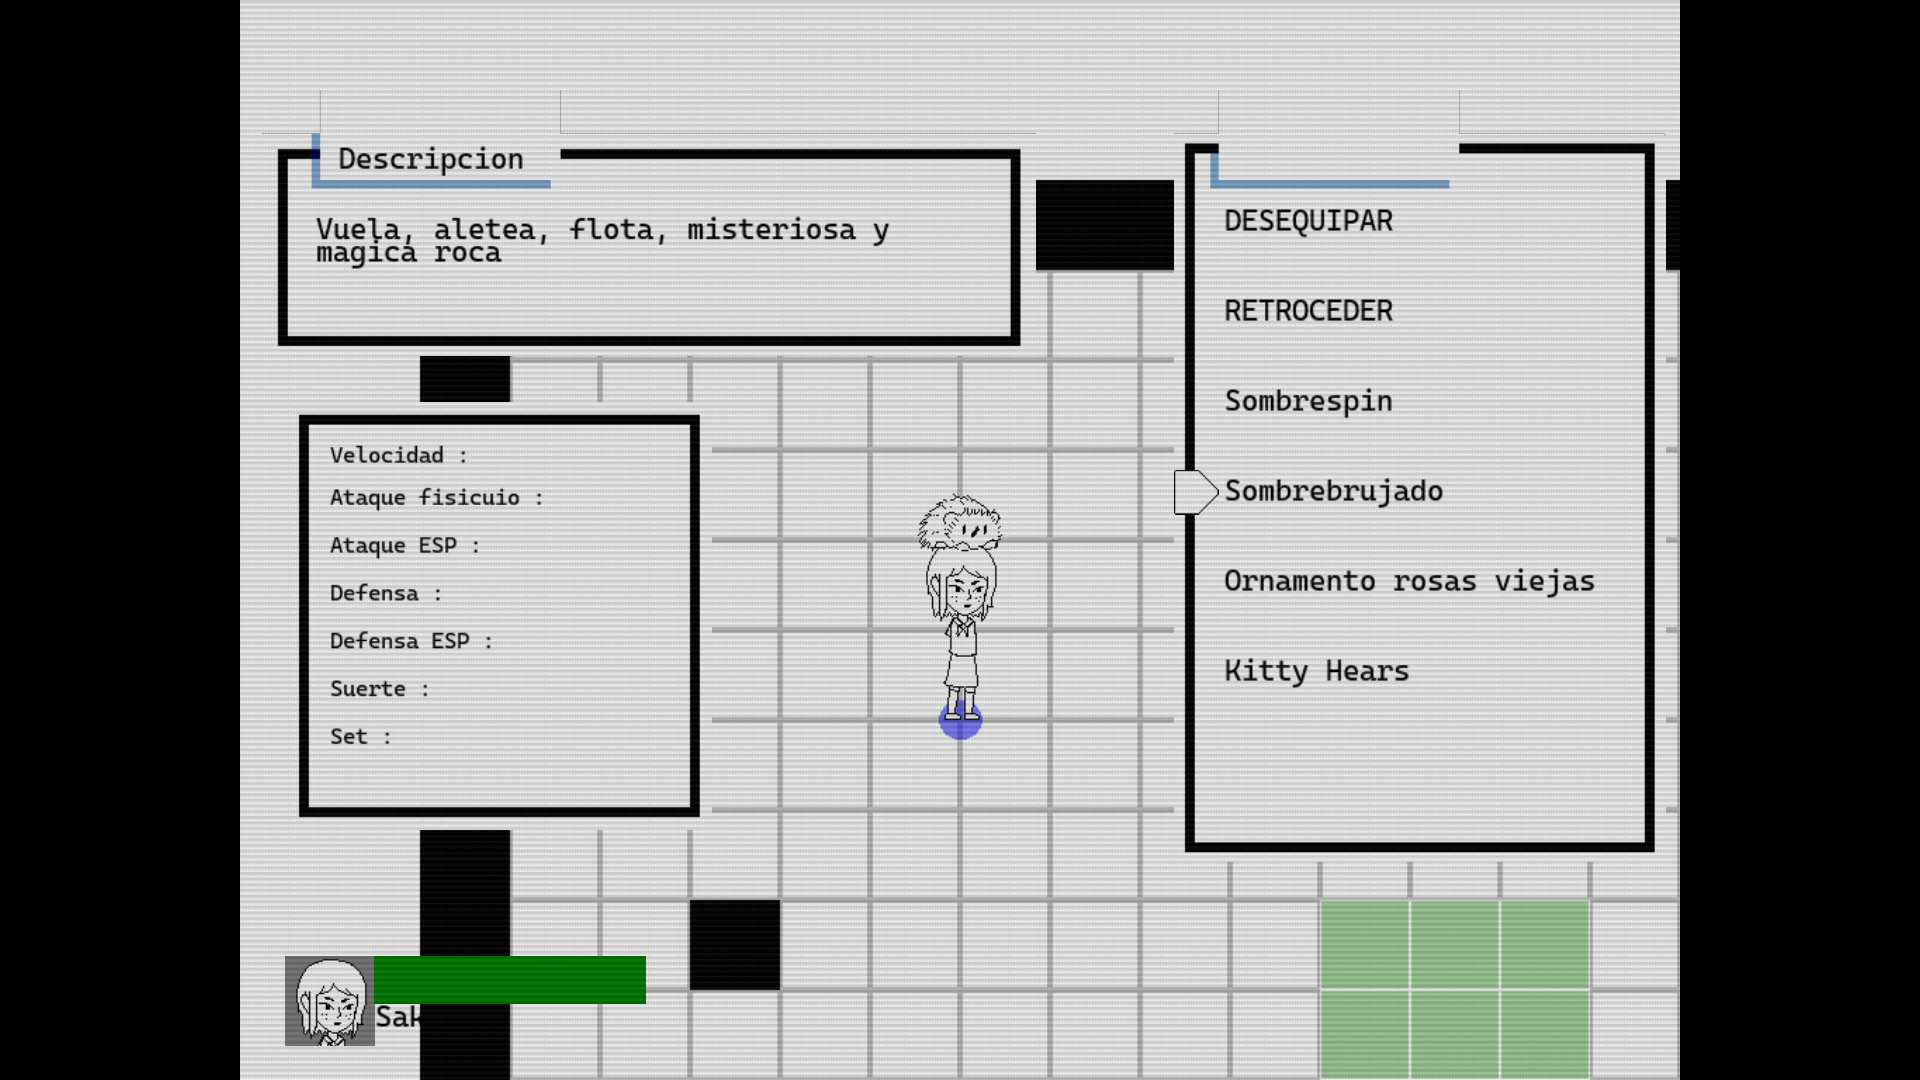 Descripcion
Vuela, aletea, flota, misteriosa y
magica roca
DESEQUIPAR
RETROCEDER
Sombrespin
Sombrebrujado
Ornamento rosas viejas
Kitty Hears
Velocidad :
Ataque fisicuio :
Ataque ESP :
Defensa :
Defensa ESP :
Suerte :
Set :
Sak